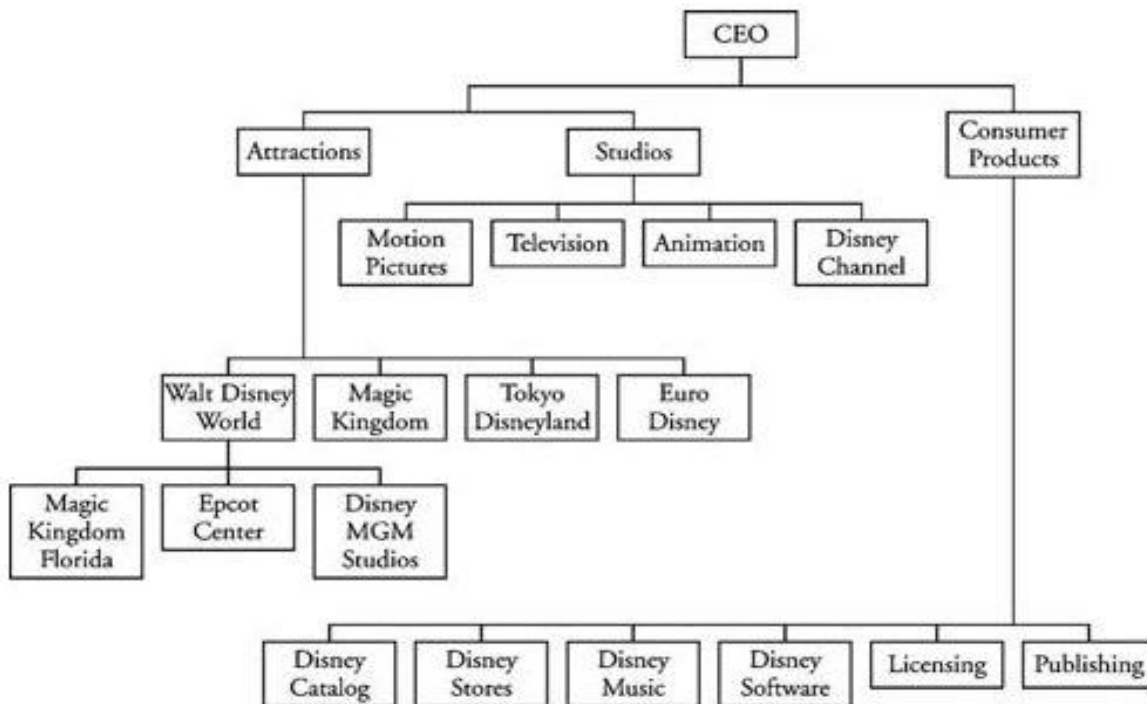 CEO
Attractions
Studios
Consumer
Products
Motion
Pictures
Television
Animation
Disney
Channel
Walt Disney
World
Magic
Kingdom
Tokyo
Disneyland
Euro
Disney
Magic
Kingdom
Florida
Epcot
Center
Disney
MGM
Studios
Disney
Catalog
Disney
Stores
Disney
Music
Disney
Software
Licensing
Publishing